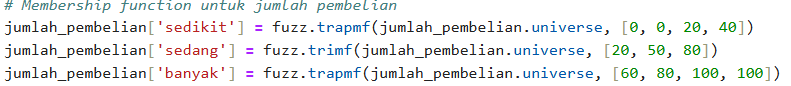 # Membership function untuk jumlah pembelian
jumlah_pembelian['sedikit'] = fuzz.trapmf(jumlah_pembelian.universe, [0, 0, 20, 40])
jumlah_pembelian['sedang'] = fuzz.trimf(jumlah_pembelian.universe, [20, 50, 80])
jumlah_pembelian['banyak'] = fuzz.trapmf(jumlah_pembelian.universe, [60, 80, 100, 100])